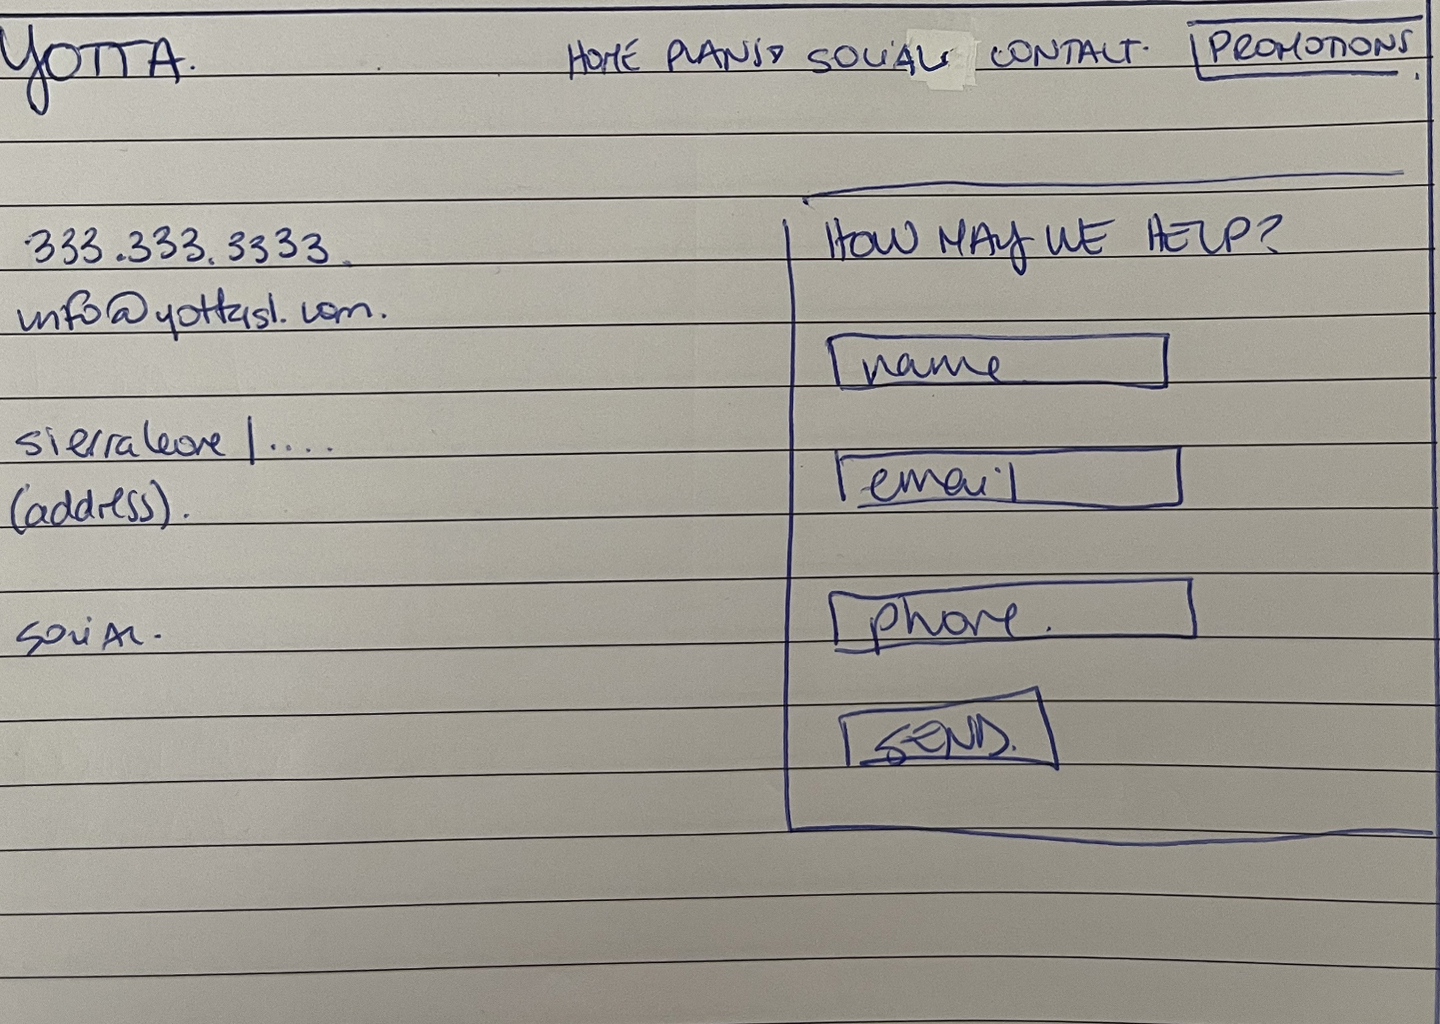 YOTTA.
HOME PLANS SOCIAL CONTACT. PROMOTIONS
333.333.3333.
info@yottasl.com.
sierraleone |....
(address).
SOCIAL.
HOW MAY WE HELP?
name
email
phone.
SEND.